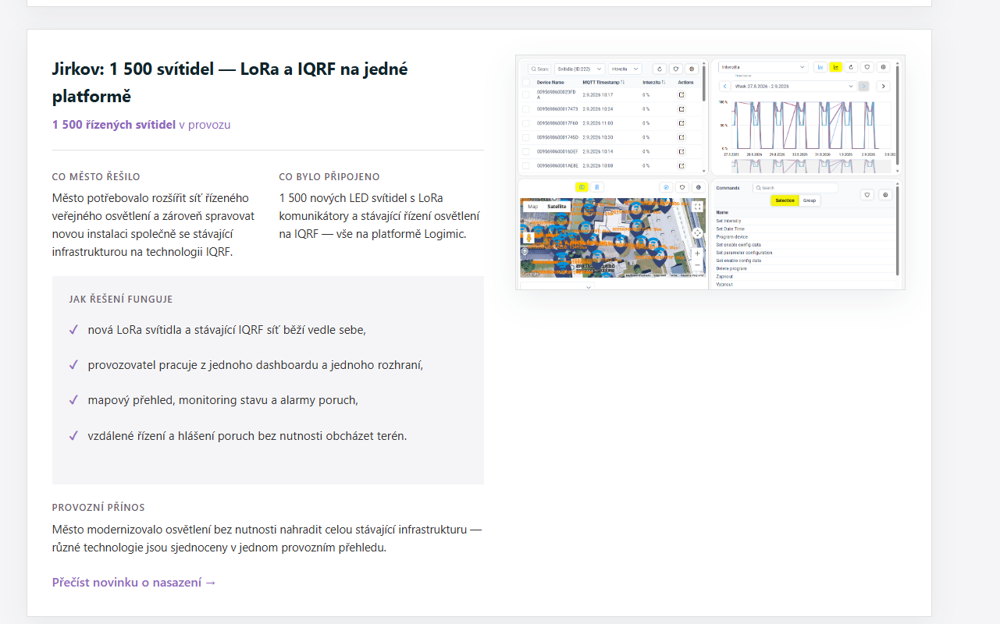 Jirkov: 1 500 svítidel — LoRa a IQRF na jedné
platformě
1 500 řízených svítidel v provozu
CO MĚSTO ŘEŠILO
Město potřebovalo rozšířit síť řízeného
veřejného osvětlení a zároveň spravovat
novou instalaci společně se stávající
infrastrukturou na technologii IQRF.
CO BYLO PŘIPOJENO
1 500 nových LED svítidel s LoRa
komunikátory a stávající řízení osvětlení
na IQRF — vše na platformě Logimic.
JAK ŘEŠENÍ FUNGUJE
✓ nová LoRa svítidla a stávající IQRF síť běží vedle sebe,
✓ provozovatel pracuje z jednoho dashboardu a jednoho rozhraní,
✓ mapový přehled, monitoring stavu a alarmy poruch,
✓ vzdálené řízení a hlášení poruch bez nutnosti obcházet terén.
PROVOZNÍ PŘÍNOS
Město modernizovalo osvětlení bez nutnosti nahradit celou stávající infrastrukturu —
různé technologie jsou sjednoceny v jednom provozním přehledu.
Přečíst novinku o nasazení →
Searc Svítidla (ID:222) Intenzita
Device Name MQTT Timestamp Intenzita Actions
0095690600023FD
A 2.9.2026 10:17 0 %
0095690600017473 2.9.2026 10:24 0 %
0095690600017F60 2.9.2026 11:00 0 %
009569060001745D 2.9.2026 10:30 0 %
0095690600016DEF 2.9.2026 10:14 0 %
009569060001AE8E 2.9.2026 10:08 0 %
Intenzita
Week 27.8.2026 - 2.9.2026
100 %
50 %
0 %
27.8.2026 28.8.2026 29.8.2026 30.8.2026 31.8.2026 1.9.2026 2.9.2026 3.9.202
Map Satellite
Google
Commands Search
Selection Group
Name
Set Intensity
Set Date Time
Program device
Set enable config data
Set parameter configuration
Get enable config data
Delete program
Zapnout
Vypnout